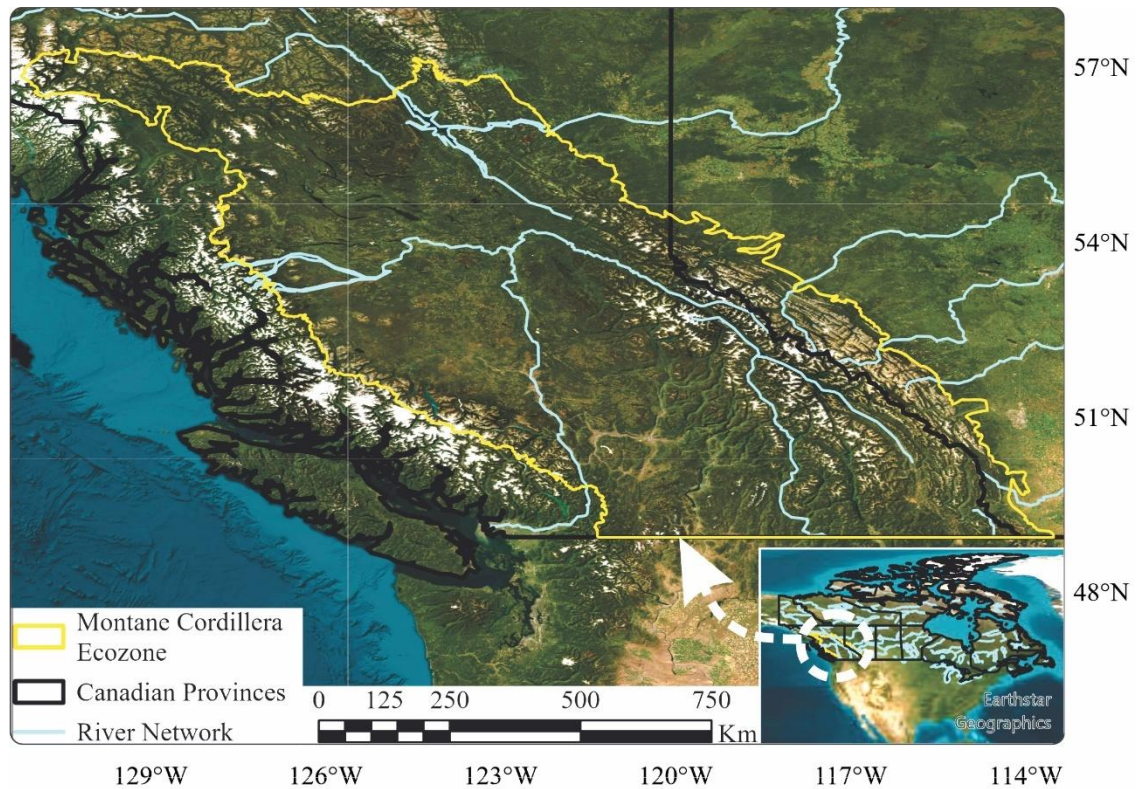 57°N
54°N
51°N
48°N
Montane Cordillera
Ecozone
Canadian Provinces
River Network
0 125 250 500 750
Km
Earthstar
Geographics
129°W 126°W 123°W 120°W 117°W 114°W